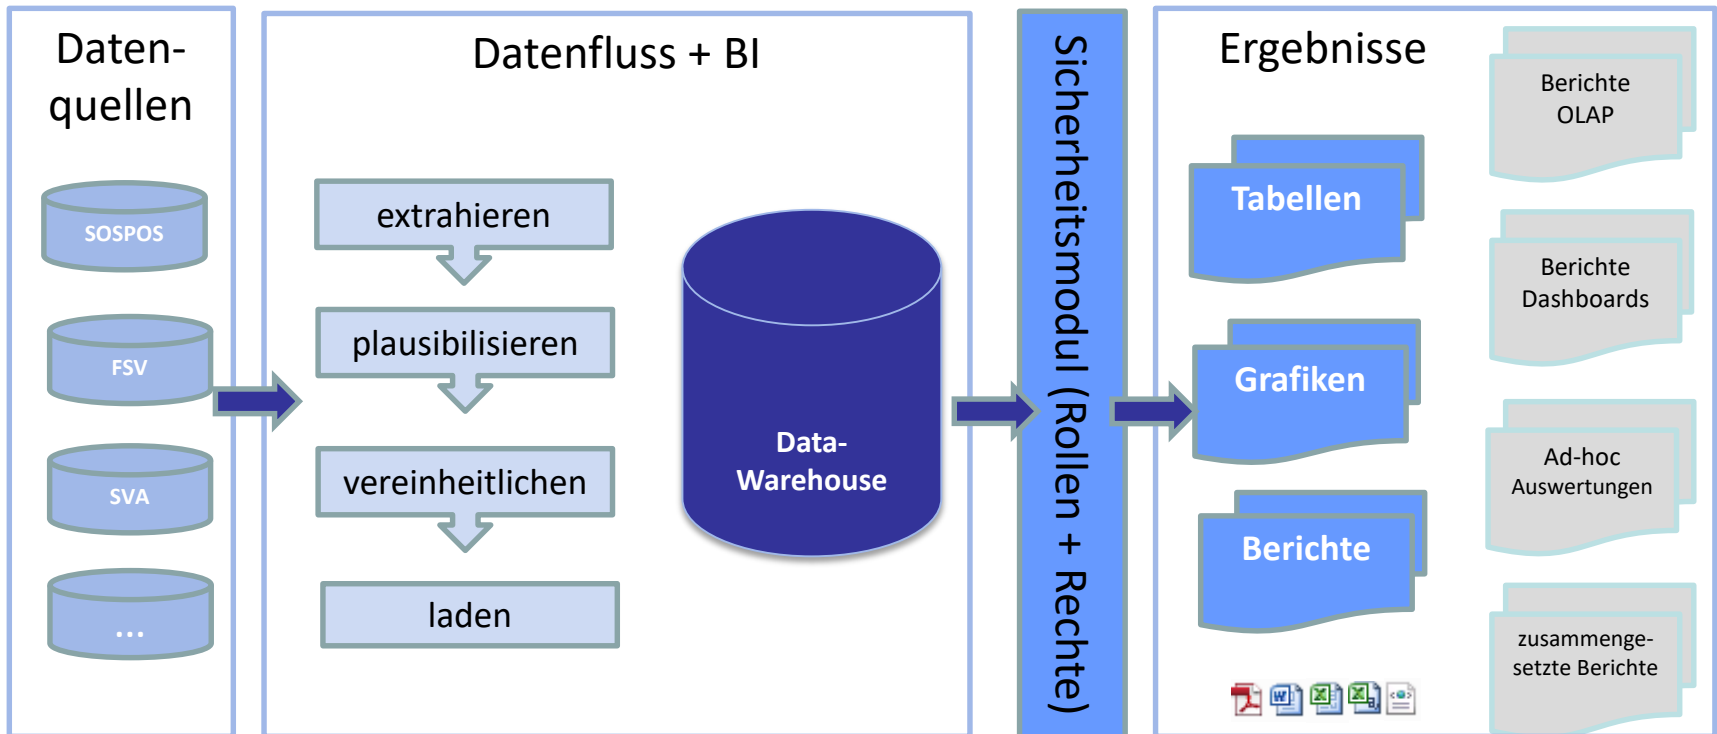 Daten-
quellen
SOSPOS
FSV
SVA
...
Datenfluss + BI
extrahieren
plausibilisieren
vereinheitlichen
laden
Data-
Warehouse
Sicherheitsmodul (Rollen + Rechte)
Ergebnisse
Tabellen
Grafiken
Berichte
Berichte
OLAP
Berichte
Dashboards
Ad-hoc
Auswertungen
zusammenge-
setzte Berichte